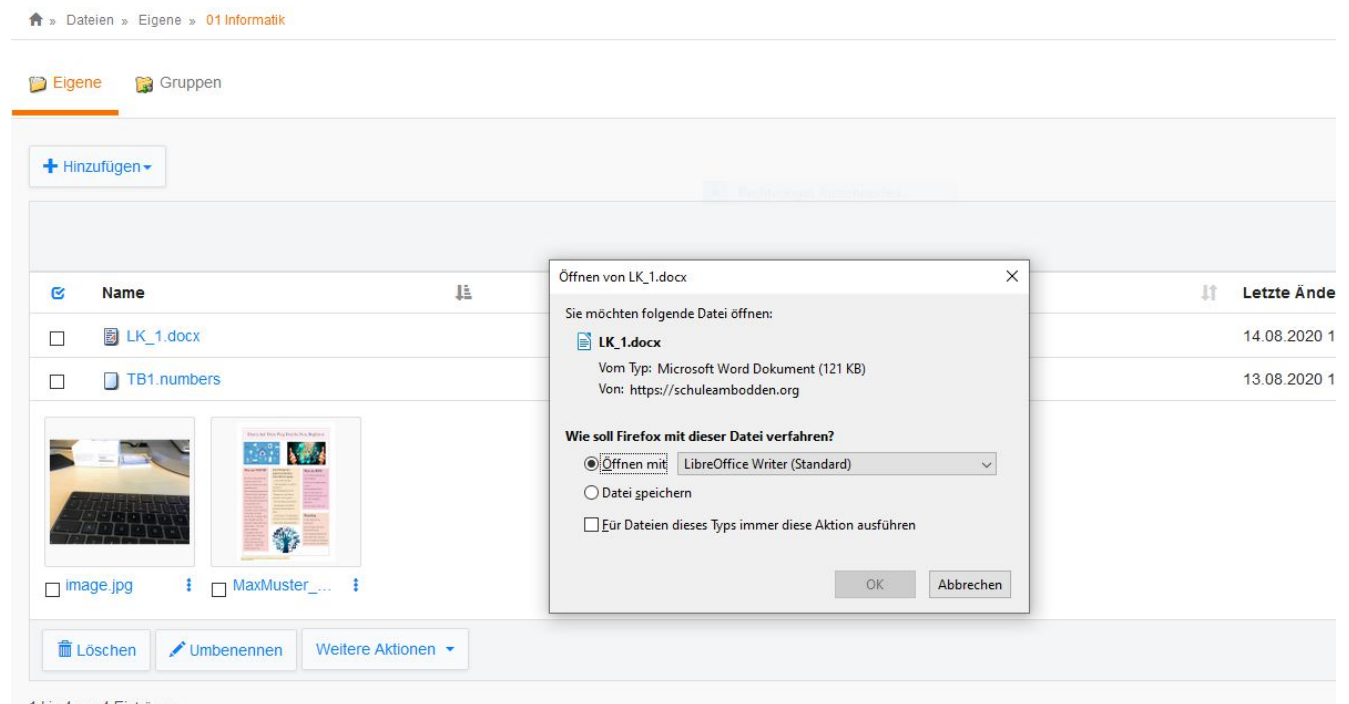 » Dateien » Eigene » 01 Informatik
Eigene Gruppen
+ Hinzufügen
Name Letzte Ände
LK_1.docx 14.08.2020 1
TB1.numbers 13.08.2020 1
image.jpg MaxMuster_...
Löschen Umbenennen Weitere Aktionen
Öffnen von LK_1.docx
Sie möchten folgende Datei öffnen:
LK_1.docx
Vom Typ: Microsoft Word Dokument (121 KB)
Von: https://schuleambodden.org
Wie soll Firefox mit dieser Datei verfahren?
Öffnen mit LibreOffice Writer (Standard)
Datei speichern
Für Dateien dieses Typs immer diese Aktion ausführen
OK Abbrechen